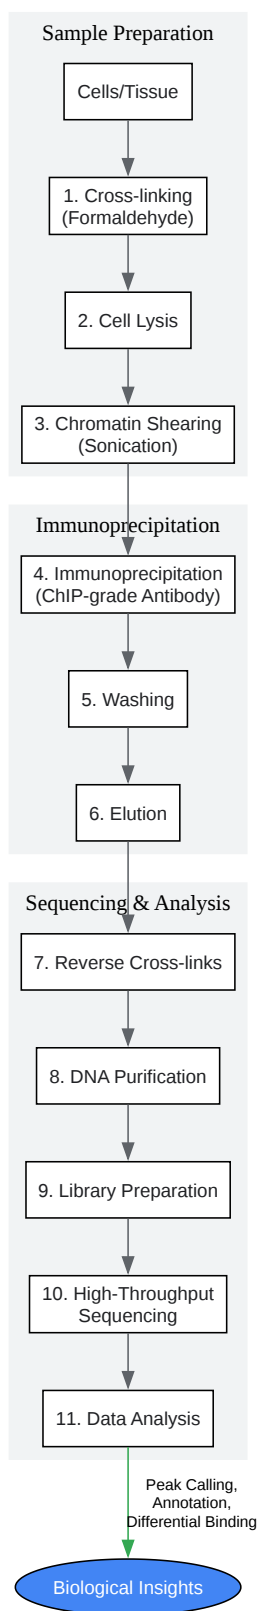 Sample Preparation
Cells/Tissue
1. Cross-linking
(Formaldehyde)
2. Cell Lysis
3. Chromatin Shearing
(Sonication)
Immunoprecipitation
4. Immunoprecipitation
(ChIP-grade Antibody)
5. Washing
6. Elution
Sequencing & Analysis
7. Reverse Cross-links
8. DNA Purification
9. Library Preparation
10. High-Throughput
Sequencing
11. Data Analysis
Peak Calling,
Annotation,
Differential Binding
Biological Insights